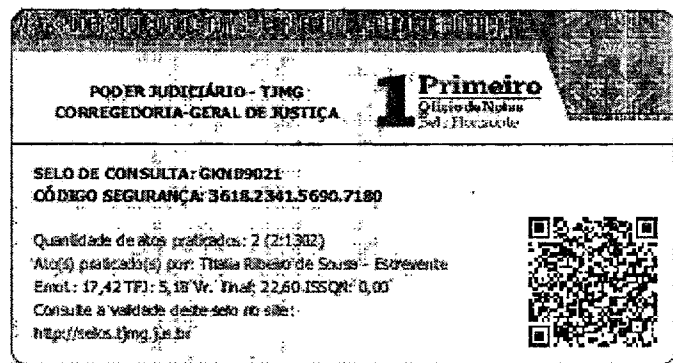 PODER JUDICIÁRIO - TJMG
CORREGEDORIA-GERAL DE JUSTIÇA
1 Primeiro
Ofício de Notas
SELO DE CONSULTA: GKN89021
CÓDIGO SEGURANÇA: 3618.2341.5690.7180
Quantidade de atos praticados: 2 (2:1302)
Ato(s) praticado(s) por: Thalia Ribeiro de Sousa - Escrevente
Emol.: 17,42 TFJ: 5,18 Vr. Final: 22,60 ISSQN: 0,00
Consulte a validade deste selo no site:
http://selos.tjmg.jus.br